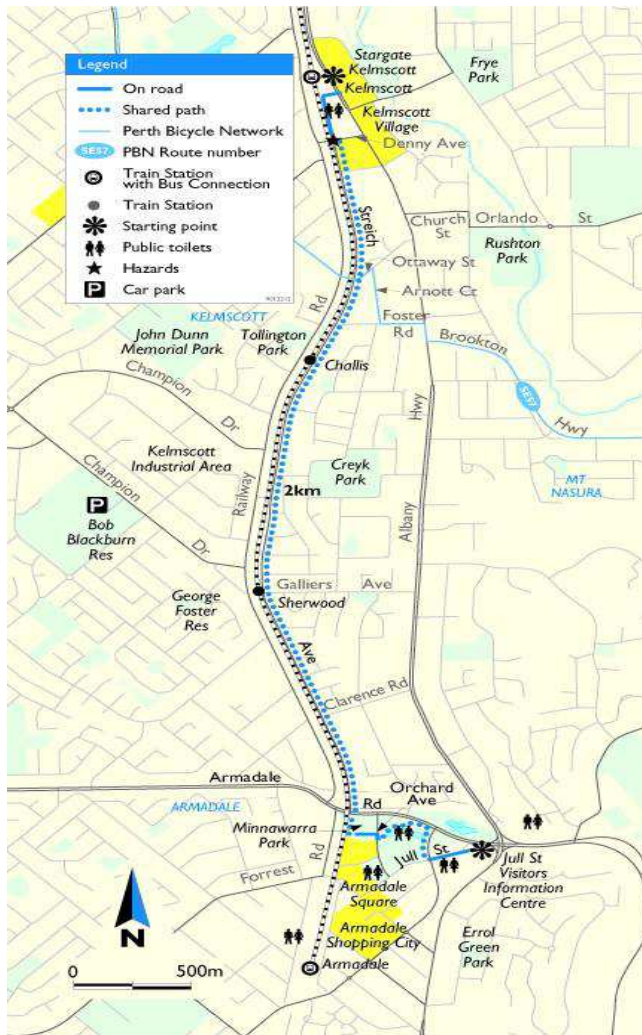 Legend
On road
Shared path
Perth Bicycle Network
SE57
PBN Route number
Train Station
with Bus Connection
Train Station
Starting point
Public toilets
Hazards
P
Car park
Stargate
Kelmscott
Kelmscott
Kelmscott
Village
Denny Ave
Frye
Park
Streich
Church
St
Orlando
St
Rushton
Park
Ottaway St
Arnott Ct
Foster
Rd
Brookton
SE57
Hwy
KELMSCOTT
Rd
John Dunn
Memorial Park
Tollington
Park
Challis
Champion
Dr
Hwy
Kelmscott
Industrial Area
Creyk
Park
MT
NASURA
2km
Champion
Dr
P
Bob
Blackburn
Res
Railway
Albany
Galliers
Ave
Sherwood
George
Foster
Res
Ave
Clarence Rd
Armadale
Rd
Orchard
Ave
ARMADALE
Minnawarra
Park
Jull
St
Jull St
Visitors
Information
Centre
Forrest
Rd
Armadale
Square
Armadale
Shopping City
Errol
Green
Park
N
Armadale
0
500m